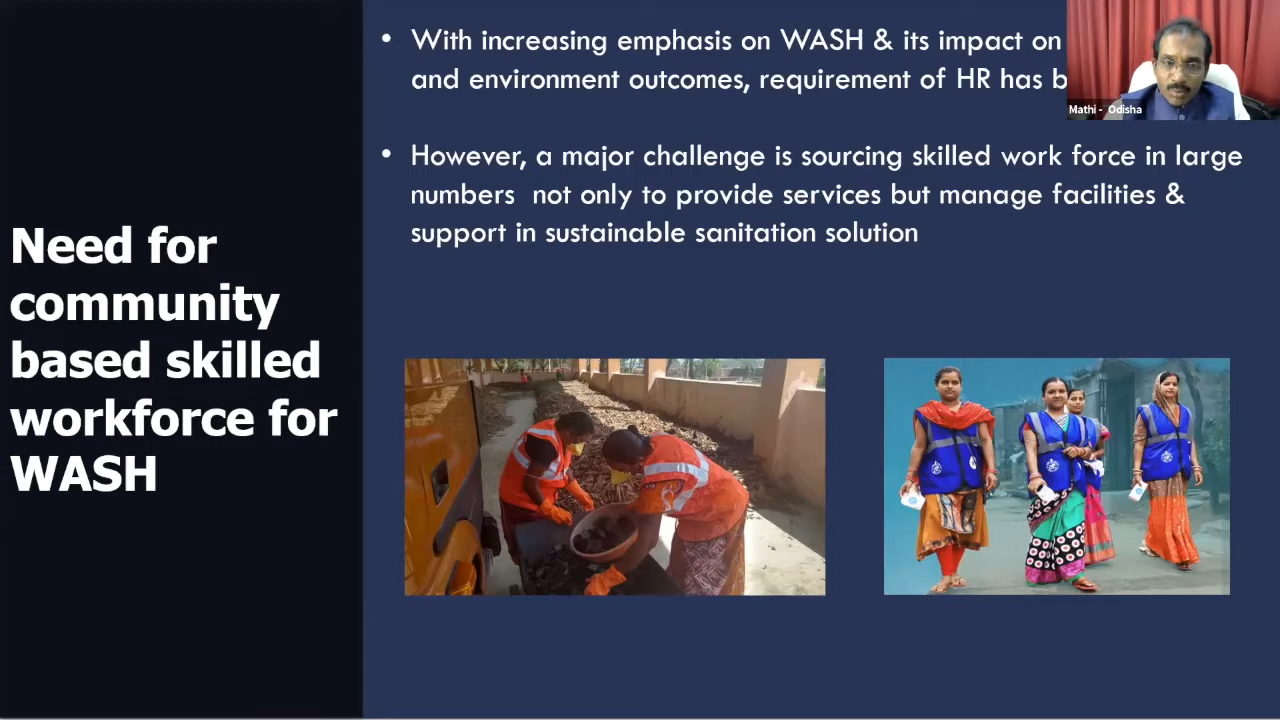 Need for
community
based skilled
workforce for
WASH
• With increasing emphasis on WASH & its impact on
and environment outcomes, requirement of HR has
• However, a major challenge is sourcing skilled work force in large
numbers not only to provide services but manage facilities &
support in sustainable sanitation solution
Mathi - Odisha